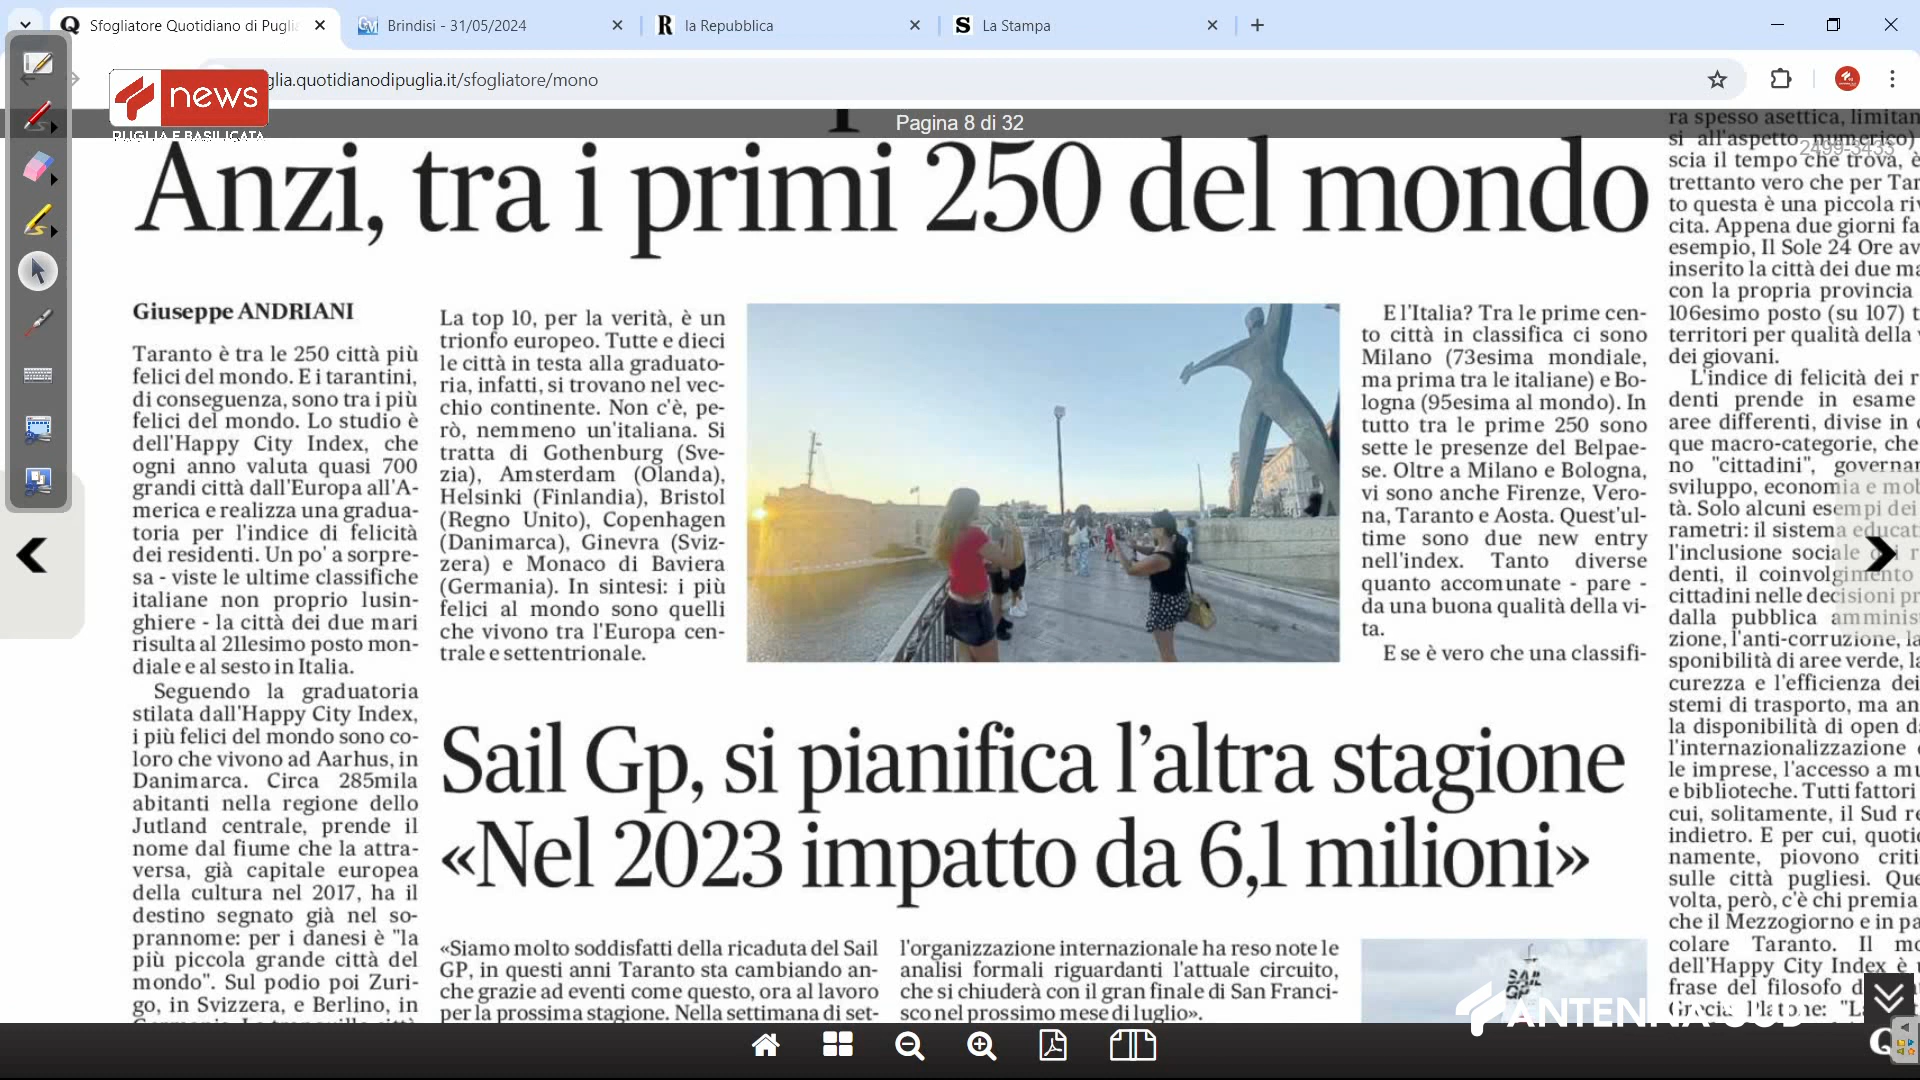 Sfogliatore Quotidiano di Puglia
Brindisi - 31/05/2024
la Repubblica
La Stampa
glia.quotidianodipuglia.it/sfogliatore/mono
news
PUGLIA E BASILICATA
Pagina 8 di 32
2499-3433
Anzi, tra i primi 250 del mondo
Giuseppe ANDRIANI
Taranto è tra le 250 città più
felici del mondo. E i tarantini,
di conseguenza, sono tra i più
felici del mondo. Lo studio è
dell'Happy City Index, che
ogni anno valuta quasi 700
grandi città dall'Europa all'A-
merica e realizza una gradua-
toria per l'indice di felicità
dei residenti. Un po' a sorpre-
sa - viste le ultime classifiche
italiane non proprio lusin-
ghiere - la città dei due mari
risulta al 211esimo posto mon-
diale e al sesto in Italia.
Seguendo la graduatoria
stilata dall'Happy City Index,
i più felici del mondo sono co-
loro che vivono ad Aarhus, in
Danimarca. Circa 285mila
abitanti nella regione dello
Jutland centrale, prende il
nome dal fiume che la attra-
versa, già capitale europea
della cultura nel 2017, ha il
destino segnato già nel so-
prannome: per i danesi è "la
più piccola grande città del
mondo". Sul podio poi Zuri-
go, in Svizzera, e Berlino, in
La top 10, per la verità, è un
trionfo europeo. Tutte e dieci
le città in testa alla graduato-
ria, infatti, si trovano nel vec-
chio continente. Non c'è, pe-
rò, nemmeno un'italiana. Si
tratta di Gothenburg (Sve-
zia), Amsterdam (Olanda),
Helsinki (Finlandia), Bristol
(Regno Unito), Copenhagen
(Danimarca), Ginevra (Sviz-
zera) e Monaco di Baviera
(Germania). In sintesi: i più
felici al mondo sono quelli
che vivono tra l'Europa cen-
trale e settentrionale.
E l'Italia? Tra le prime cen-
to città in classifica ci sono
Milano (73esima mondiale,
ma prima tra le italiane) e Bo-
logna (95esima al mondo). In
tutto tra le prime 250 sono
sette le presenze del Belpae-
se. Oltre a Milano e Bologna,
vi sono anche Firenze, Vero-
na, Taranto e Aosta. Quest'ul-
time sono due new entry
nell'index. Tanto diverse
quanto accomunate - pare -
da una buona qualità della vi-
ta.
E se è vero che una classifi-
ra spesso asettica, limitan
si all'aspetto numerico)
scia il tempo che trova, è
trettanto vero che per Tar
to questa è una piccola riv
cita. Appena due giorni fa
esempio, Il Sole 24 Ore av
inserito la città dei due ma
con la propria provincia
106esimo posto (su 107) t
territori per qualità della
dei giovani.
L'indice di felicità dei r
denti prende in esame
aree differenti, divise in
que macro-categorie, che
no "cittadini", governan
sviluppo, economia e mob
tà. Solo alcuni esempi dei
rametri: il sistema educat
l'inclusione sociale
denti, il coinvolgimento
cittadini nelle decisioni pr
dalla pubblica amminis
zione, l'anti-corruzione, la
sponibilità di aree verde, la
curezza e l'efficienza dei
stemi di trasporto, ma an
la disponibilità di open da
l'internazionalizzazione
le imprese, l'accesso a mu
e biblioteche. Tutti fattori
cui, solitamente, il Sud re
indietro. E per cui, quotid
namente, piovono criti
sulle città pugliesi. Que
volta, però, c'è chi premia
che il Mezzogiorno e in pa
colare Taranto. Il mo
dell'Happy City Index è u
frase del filosofo d
Grecia Platone: "La
Sail Gp, si pianifica l'altra stagione
«Nel 2023 impatto da 6,1 milioni»
«Siamo molto soddisfatti della ricaduta del Sail
GP, in questi anni Taranto sta cambiando an-
che grazie ad eventi come questo, ora al lavoro
per la prossima stagione. Nella settimana di set-
l'organizzazione internazionale ha reso note le
analisi formali riguardanti l'attuale circuito,
che si chiuderà con il gran finale di San Franci-
sco nel prossimo mese di luglio».
SAIL
GP
ANTENNA SUD